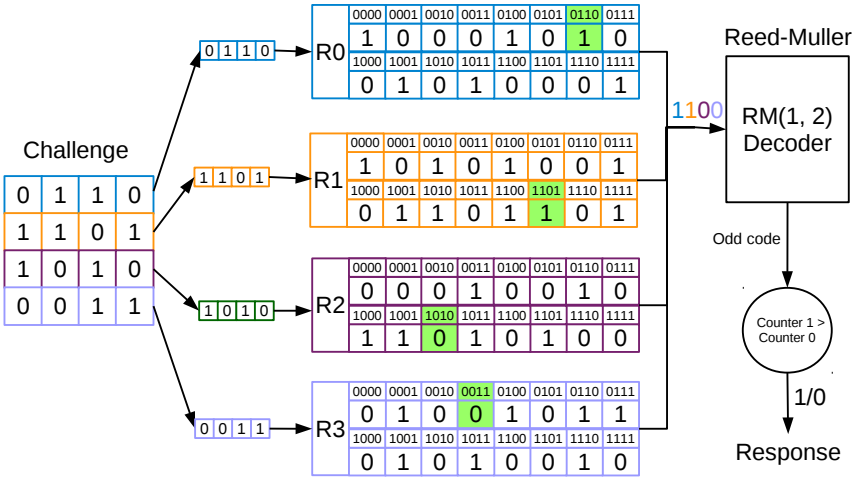 Challenge
0 1 1 0
1 1 0 1
1 0 1 0
0 0 1 1
0 1 1 0
1 1 0 1
1 0 1 0
0 0 1 1
R0
0000 0001 0010 0011 0100 0101 0110 0111
1 0 0 0 1 0 1 0
1000 1001 1010 1011 1100 1101 1110 1111
0 1 0 1 0 0 0 1
R1
0000 0001 0010 0011 0100 0101 0110 0111
1 0 1 0 1 0 0 1
1000 1001 1010 1011 1100 1101 1110 1111
0 1 1 0 1 1 0 1
R2
0000 0001 0010 0011 0100 0101 0110 0111
0 0 0 1 0 0 1 0
1000 1001 1010 1011 1100 1101 1110 1111
1 1 0 1 0 1 0 0
R3
0000 0001 0010 0011 0100 0101 0110 0111
0 1 0 0 1 0 1 1
1000 1001 1010 1011 1100 1101 1110 1111
0 1 0 1 0 0 1 0
1100
Reed-Muller
RM(1, 2)
Decoder
Odd code
Counter 1 >
Counter 0
1/0
Response